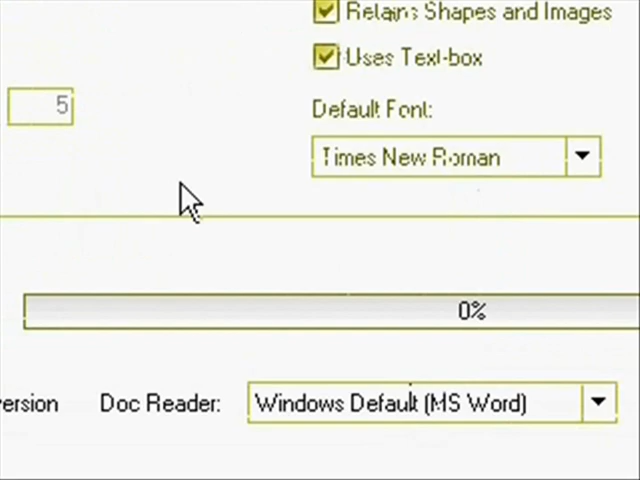 Retains Shapes and Images
Uses Text-box
5
Default Font:
Times New Roman
0%
ersion
Doc Reader:
Windows Default (MS Word)